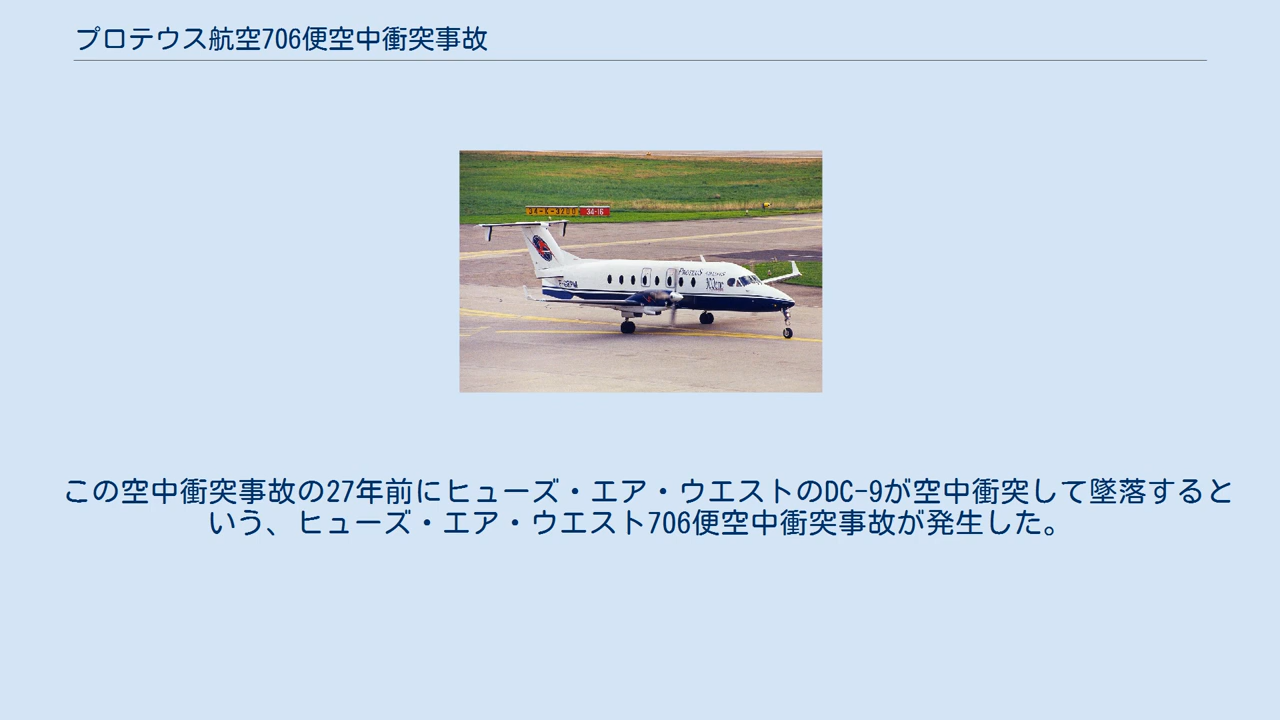 プロテウス航空706便空中衝突事故
34-K-3200 34-16
この空中衝突事故の27年前にヒューズ・エア・ウエストのDC-9が空中衝突して墜落すると
いう、ヒューズ・エア・ウエスト706便空中衝突事故が発生した。